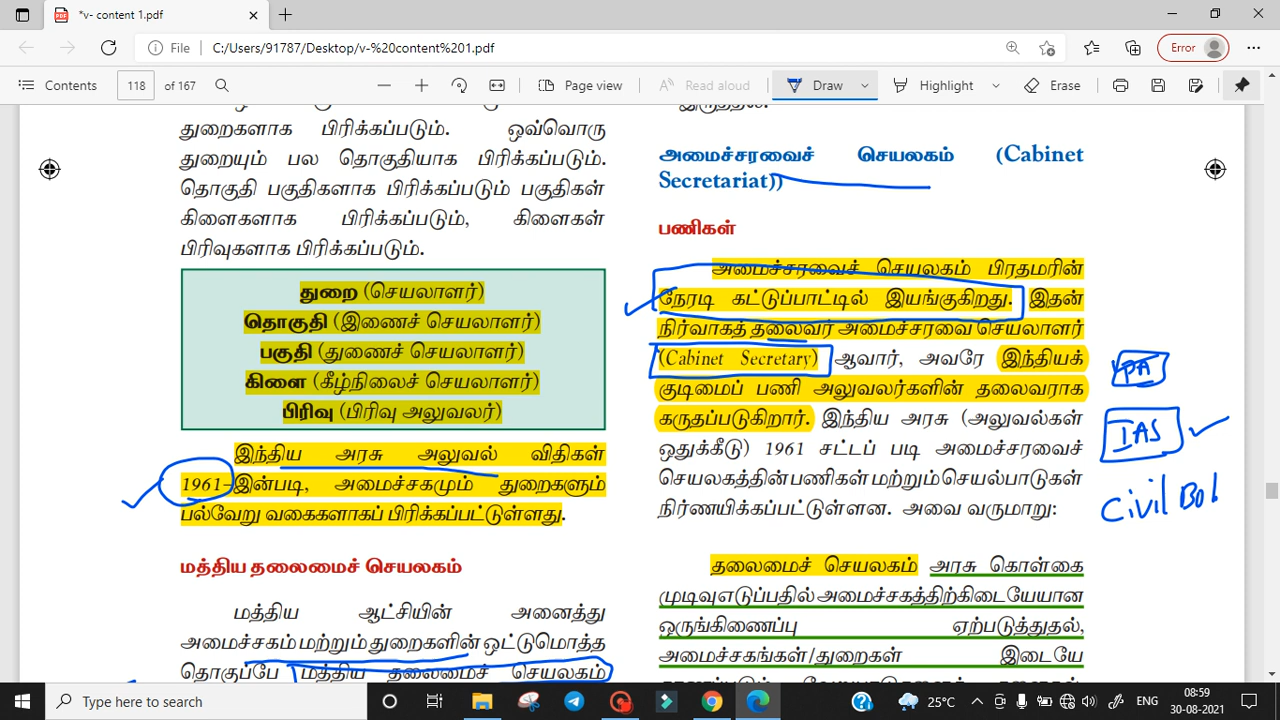 *v- content 1.pdf
File C:/Users/91787/Desktop/v-%20content%201.pdf
Error
Contents 118 of 167 Page view Read aloud Draw Highlight Erase
துறைகளாக பிரிக்கப்படும். ஒவ்வொரு
துறையும் பல தொகுதியாக பிரிக்கப்படும்.
தொகுதி பகுதிகளாக பிரிக்கப்படும் பகுதிகள்
கிளைகளாக பிரிக்கப்படும், கிளைகள்
பிரிவுகளாக பிரிக்கப்படும்.
துறை (செயலாளர்)
தொகுதி (இணைச் செயலாளர்)
பகுதி (துணைச் செயலாளர்)
கிளை (கீழ்நிலைச் செயலாளர்)
பிரிவு (பிரிவு அலுவலர்)
இந்திய அரசு அலுவல் விதிகள்
1961-இன்படி, அமைச்சகமும் துறைகளும்
பல்வேறு வகைகளாகப் பிரிக்கப்பட்டுள்ளது.
மத்திய தலைமைச் செயலகம்
மத்திய ஆட்சியின் அனைத்து
அமைச்சகம் மற்றும் துறைகளின் ஒட்டுமொத்த
தொகுப்பே மத்திய தலைமைச் செயலகம்
இருத்தல்.
அமைச்சரவைச் செயலகம் (Cabinet
Secretariat))
பணிகள்
அமைச்சரவைச் செயலகம் பிரதமரின்
நேரடி கட்டுப்பாட்டில் இயங்குகிறது. இதன்
நிர்வாகத் தலைவர் அமைச்சரவை செயலாளர்
(Cabinet Secretary) ஆவார், அவரே இந்தியக்
குடிமைப் பணி அலுவலர்களின் தலைவராக
கருதப்படுகிறார். இந்திய அரசு (அலுவல்கள்
ஒதுக்கீடு) 1961 சட்டப் படி அமைச்சரவைச்
செயலகத்தின் பணிகள் மற்றும் செயல்பாடுகள்
நிர்ணயிக்கப்பட்டுள்ளன. அவை வருமாறு:
தலைமைச் செயலகம் அரசு கொள்கை
முடிவு எடுப்பதில் அமைச்சகத்திற்கிடையேயான
ஒருங்கிணைப்பு ஏற்படுத்துதல்,
அமைச்சகங்கள்/துறைகள் இடையே
PA
IAS
Civil
Type here to search
25°C ENG 08:59
30-08-2021